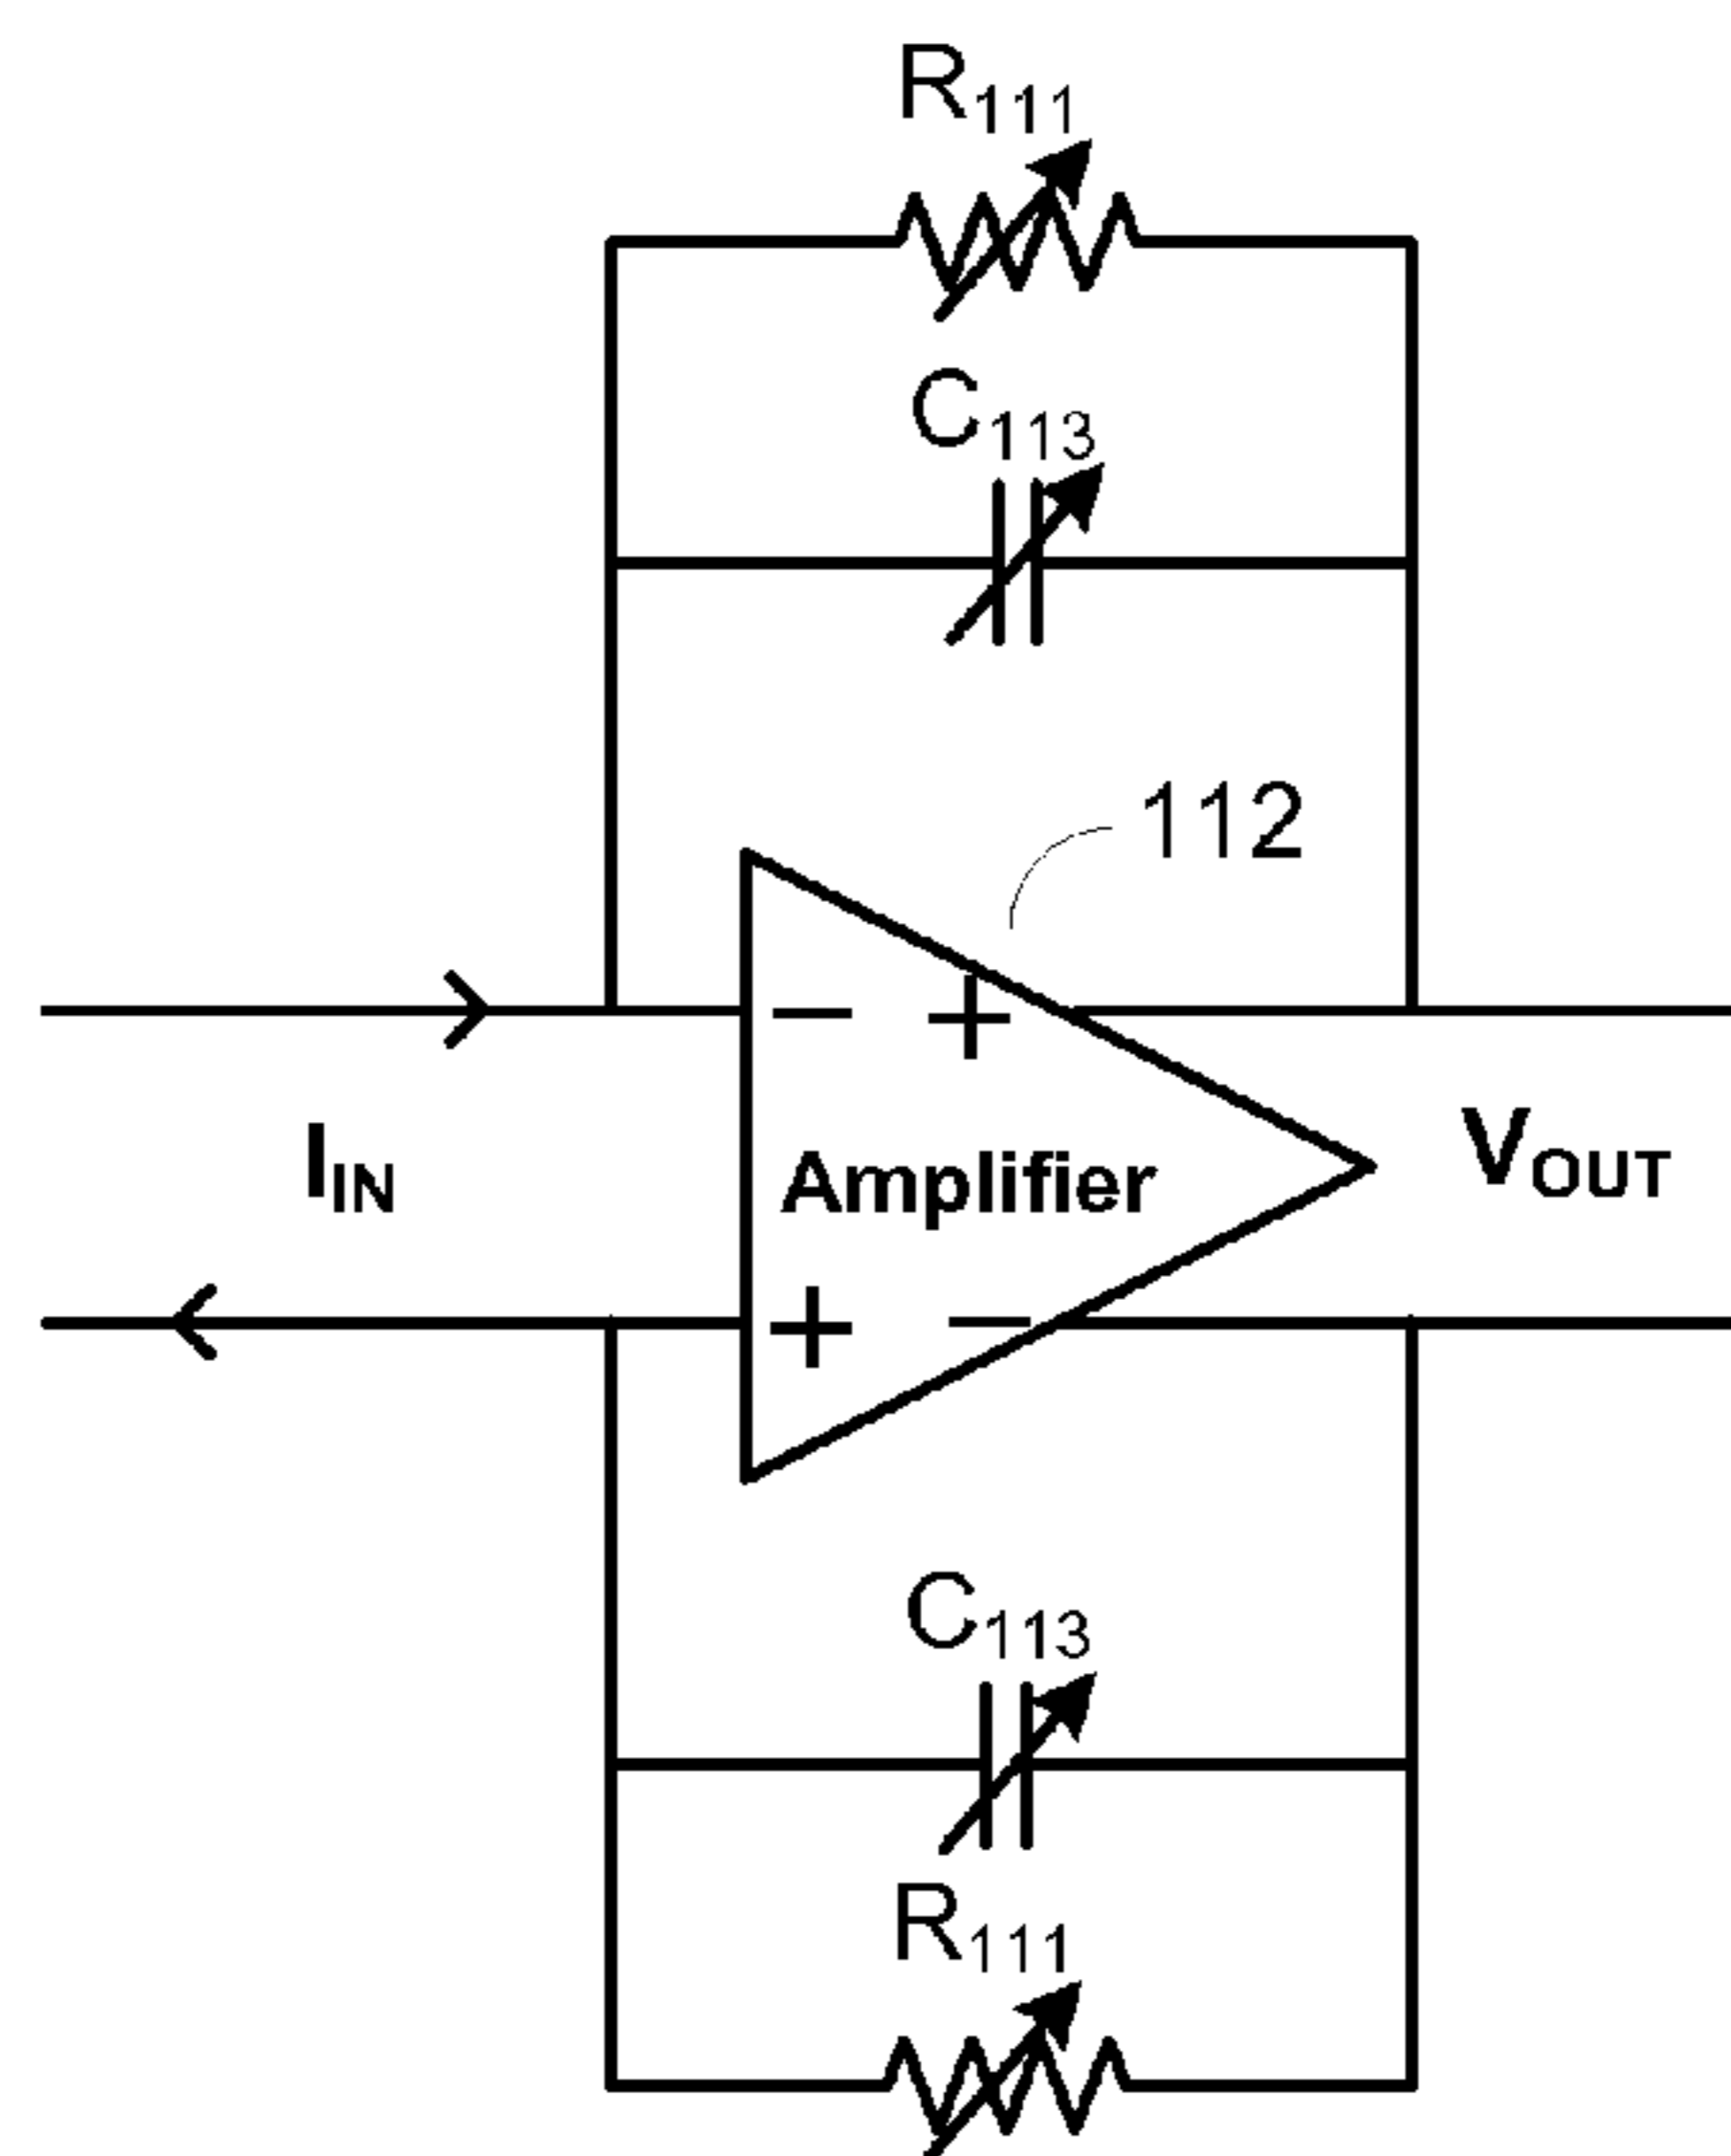 R111
C113
112
− +
IIN
Amplifier
VOUT
+ −
C113
R111